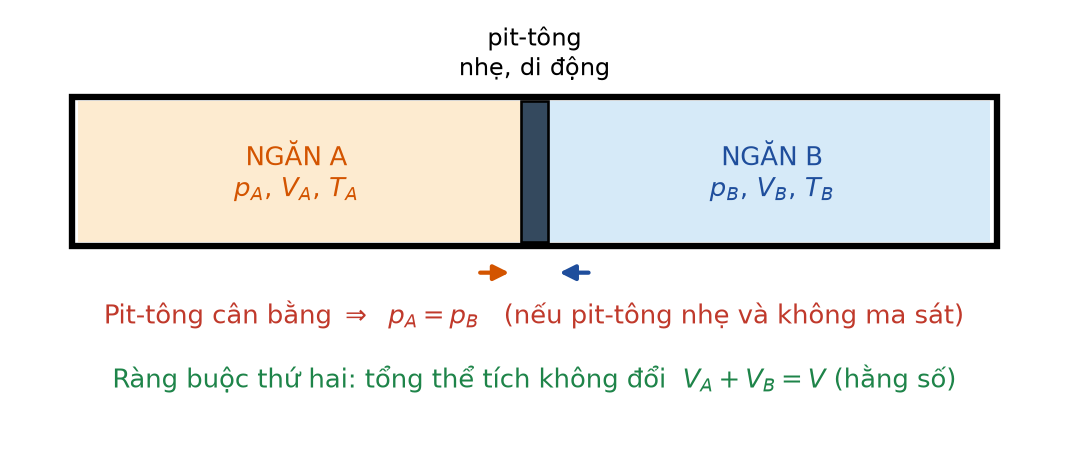 pit-tông
nhẹ, di động
NGĂN A
NGĂN B
p_A, V_A, T_A
p_B, V_B, T_B
Pit-tông cân bằng ⇒ p_A = p_B (nếu pit-tông nhẹ và không ma sát)
Ràng buộc thứ hai: tổng thể tích không đổi V_A + V_B = V (hằng số)